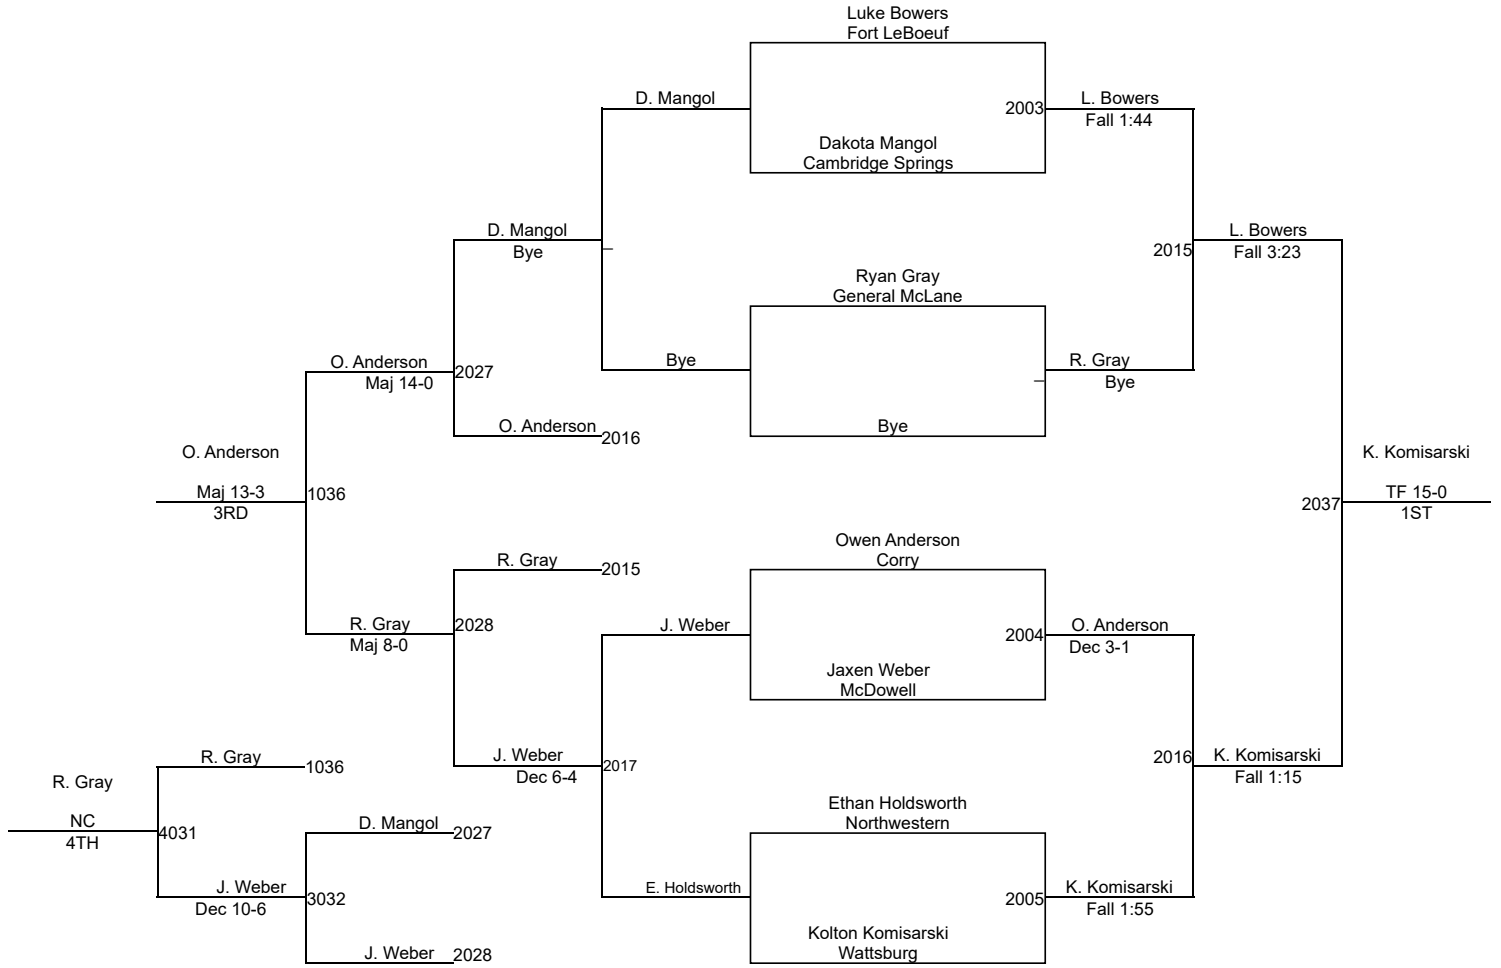 Luke Bowers
Fort LeBoeuf
D. Mangol
2003
L. Bowers
Fall 1:44
Dakota Mangol
Cambridge Springs
D. Mangol
Bye
2015
L. Bowers
Fall 3:23
Ryan Gray
General McLane
O. Anderson
Maj 14-0
2027
Bye
R. Gray
Bye
O. Anderson
2016
Bye
O. Anderson
Maj 13-3
3RD
1036
2037
K. Komisarski
TF 15-0
1ST
Owen Anderson
Corry
R. Gray
2015
R. Gray
Maj 8-0
2028
J. Weber
2004
O. Anderson
Dec 3-1
Jaxen Weber
McDowell
J. Weber
Dec 6-4
2017
2016
K. Komisarski
Fall 1:15
R. Gray
1036
R. Gray
NC
4TH
4031
Ethan Holdsworth
Northwestern
D. Mangol
2027
J. Weber
Dec 10-6
3032
E. Holdsworth
2005
K. Komisarski
Fall 1:55
Kolton Komisarski
Wattsburg
J. Weber
2028